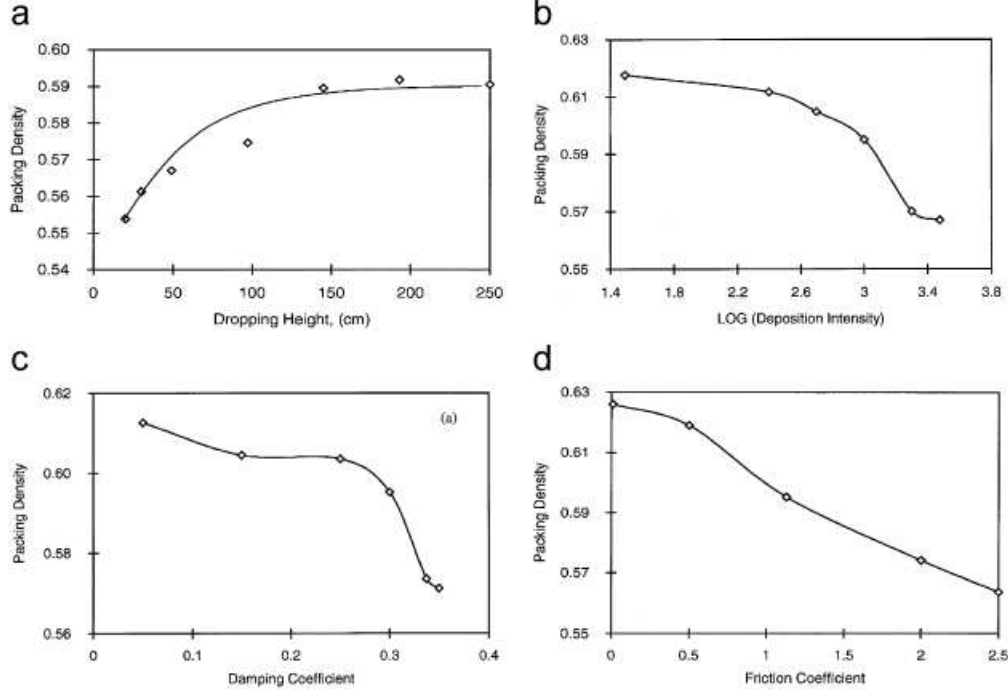 a
0.60
0.59
0.58
0.57
0.56
0.55
0.54
Packing Density
0 50 100 150 200 250
Dropping Height, (cm)
b
0.63
0.61
0.59
0.57
0.55
Packing Density
1.4 1.8 2.2 2.6 3 3.4 3.8
LOG (Deposition Intensity)
c
0.62
0.60
0.58
0.56
Packing Density
(a)
0 0.1 0.2 0.3 0.4
Damping Coefficient
d
0.63
0.61
0.59
0.57
0.55
Packing Density
0 0.5 1 1.5 2 2.5
Friction Coefficient